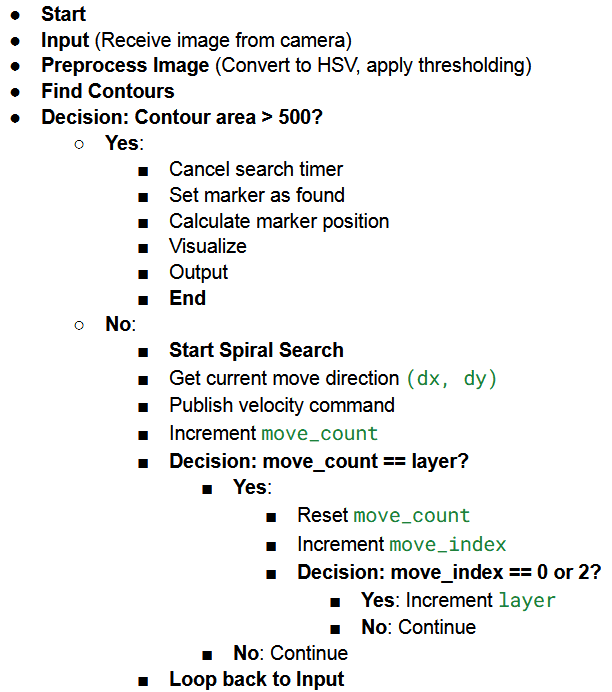 ● Start
● Input (Receive image from camera)
● Preprocess Image (Convert to HSV, apply thresholding)
● Find Contours
● Decision: Contour area > 500?
○ Yes:
■ Cancel search timer
■ Set marker as found
■ Calculate marker position
■ Visualize
■ Output
■ End
○ No:
■ Start Spiral Search
■ Get current move direction (dx, dy)
■ Publish velocity command
■ Increment move_count
■ Decision: move_count == layer?
■ Yes:
■ Reset move_count
■ Increment move_index
■ Decision: move_index == 0 or 2?
■ Yes: Increment layer
■ No: Continue
■ No: Continue
■ Loop back to Input